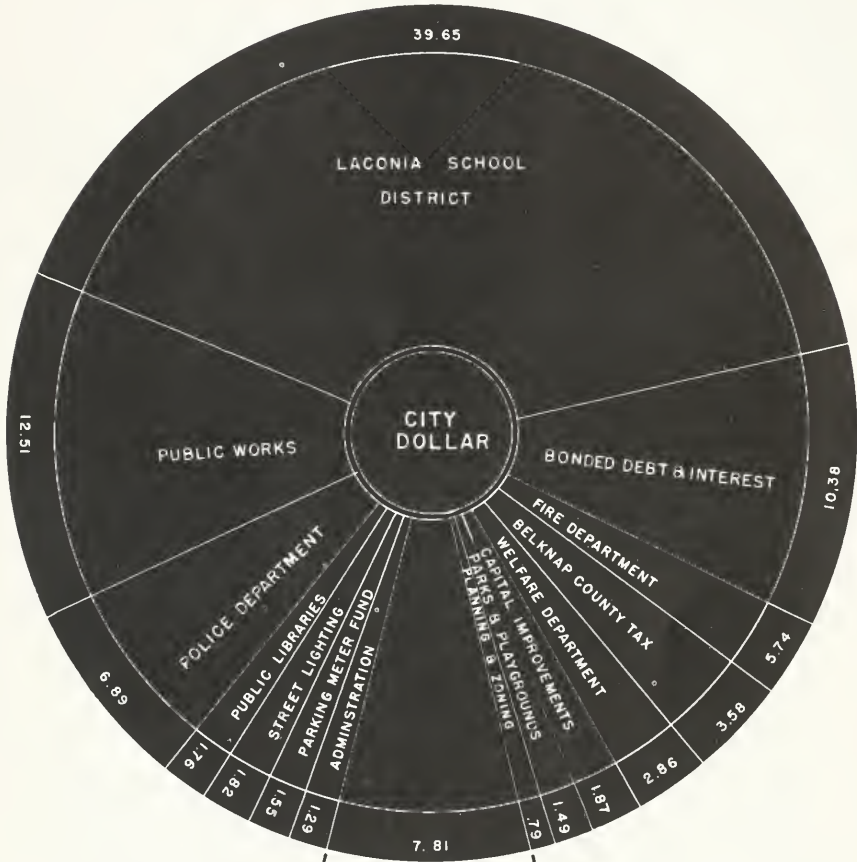 39.65
LACONIA SCHOOL
DISTRICT
CITY
DOLLAR
BONDED DEBT & INTEREST
10.38
FIRE DEPARTMENT
5.74
BELKNAP COUNTY TAX
3.58
WELFARE DEPARTMENT
2.86
CAPITAL IMPROVEMENTS
1.87
PARKS & PLAYGROUNDS
1.49
PLANNING & ZONING
.79
7.81
ADMINSTRATION
1.29
PARKING METER FUND
1.55
STREET LIGHTING
1.82
PUBLIC LIBRARIES
1.76
POLICE DEPARTMENT
6.89
PUBLIC WORKS
12.51